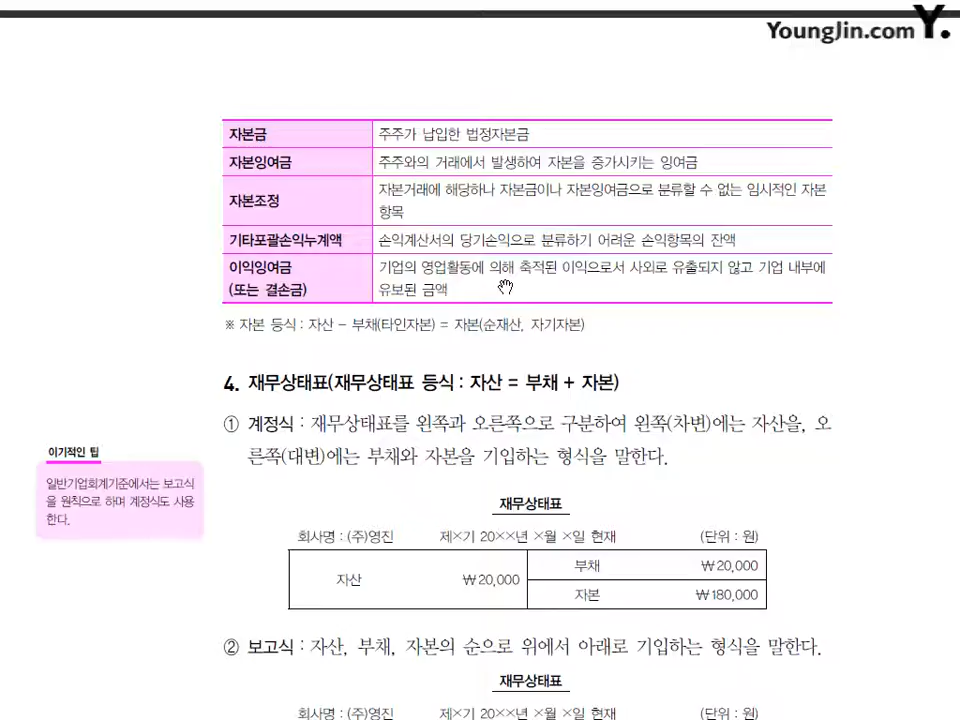 YoungJin.com Y.
자본금 주주가 납입한 법정자본금
자본잉여금 주주와의 거래에서 발생하여 자본을 증가시키는 잉여금
자본조정 자본거래에 해당하나 자본금이나 자본잉여금으로 분류할 수 없는 임시적인 자본
항목
기타포괄손익누계액 손익계산서의 당기손익으로 분류하기 어려운 손익항목의 잔액
이익잉여금 기업의 영업활동에 의해 축적된 이익으로서 사외로 유출되지 않고 기업 내부에
(또는 결손금) 유보된 금액
※ 자본 등식 : 자산 − 부채(타인자본) = 자본(순재산, 자기자본)
4. 재무상태표(재무상태표 등식 : 자산 = 부채 + 자본)
① 계정식 : 재무상태표를 왼쪽과 오른쪽으로 구분하여 왼쪽(차변)에는 자산을, 오
른쪽(대변)에는 부채와 자본을 기입하는 형식을 말한다.
이기적인 팁
일반기업회계기준에서는 보고식
을 원칙으로 하며 계정식도 사용
한다.
재무상태표
회사명 : (주)영진 제×기 20××년 ×월 ×일 현재 (단위 : 원)
자산 ₩20,000 부채 ₩20,000
자본 ₩180,000
② 보고식 : 자산, 부채, 자본의 순으로 위에서 아래로 기입하는 형식을 말한다.
재무상태표
회사명 : (주)영진 제×기 20××년 ×월 ×일 현재 (단위 : 원)